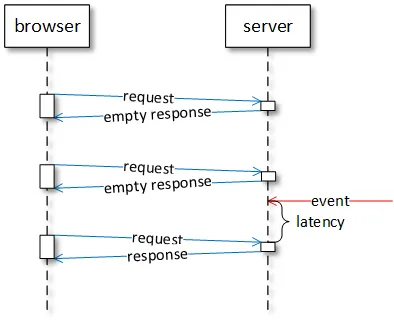 browser
server
request
empty response
request
empty response
event
latency
request
response